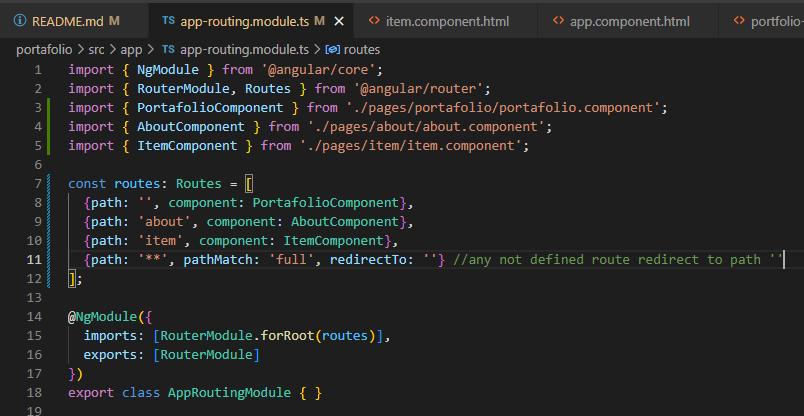 README.md M app-routing.module.ts M item.component.html app.component.html portfolio-
portafolio > src > app > TS app-routing.module.ts > routes
1 import { NgModule } from '@angular/core';
2 import { RouterModule, Routes } from '@angular/router';
3 import { PortafolioComponent } from './pages/portafolio/portafolio.component';
4 import { AboutComponent } from './pages/about/about.component';
5 import { ItemComponent } from './pages/item/item.component';
6
7 const routes: Routes = [
8 {path: '', component: PortafolioComponent},
9 {path: 'about', component: AboutComponent},
10 {path: 'item', component: ItemComponent},
11 {path: '**', pathMatch: 'full', redirectTo: ''} //any not defined route redirect to path ''
12 ];
13
14 @NgModule({
15 imports: [RouterModule.forRoot(routes)],
16 exports: [RouterModule]
17 })
18 export class AppRoutingModule { }
19